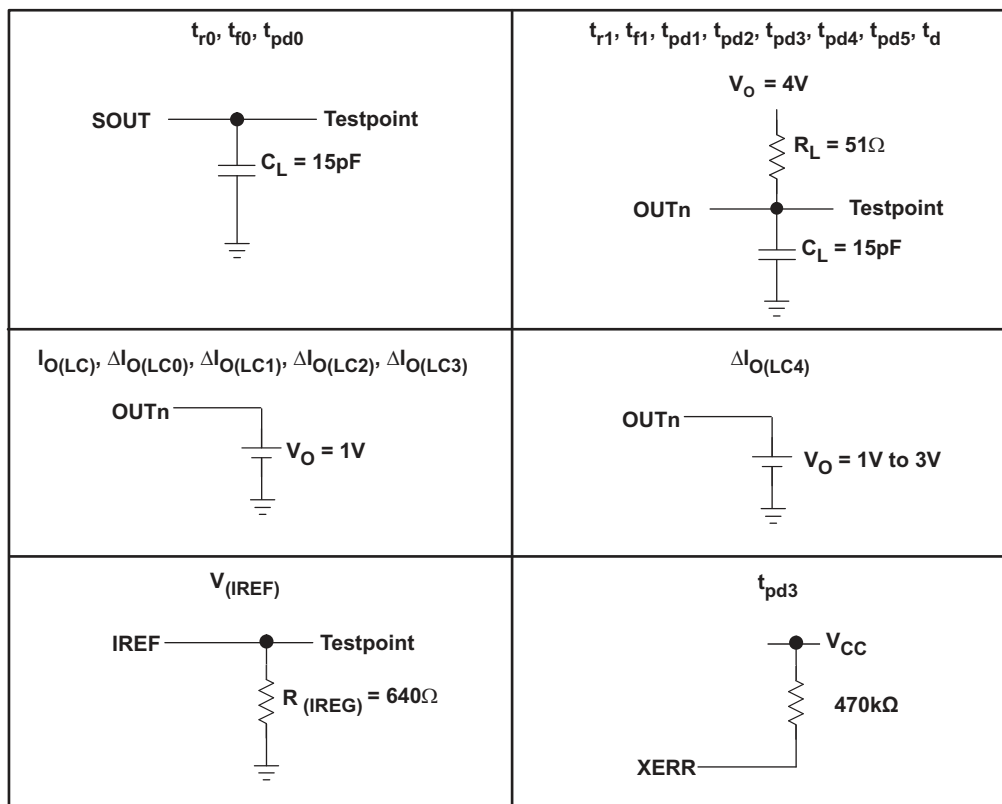 tr0, tf0, tpd0
SOUT
Testpoint
CL = 15pF
tr1, tf1, tpd1, tpd2, tpd3, tpd4, tpd5, td
VO = 4V
RL = 51Ω
OUTn
Testpoint
CL = 15pF
IO(LC), ΔIO(LC0), ΔIO(LC1), ΔIO(LC2), ΔIO(LC3)
OUTn
VO = 1V
ΔIO(LC4)
OUTn
VO = 1V to 3V
V(IREF)
IREF
Testpoint
R(IREG) = 640Ω
tpd3
VCC
470kΩ
XERR